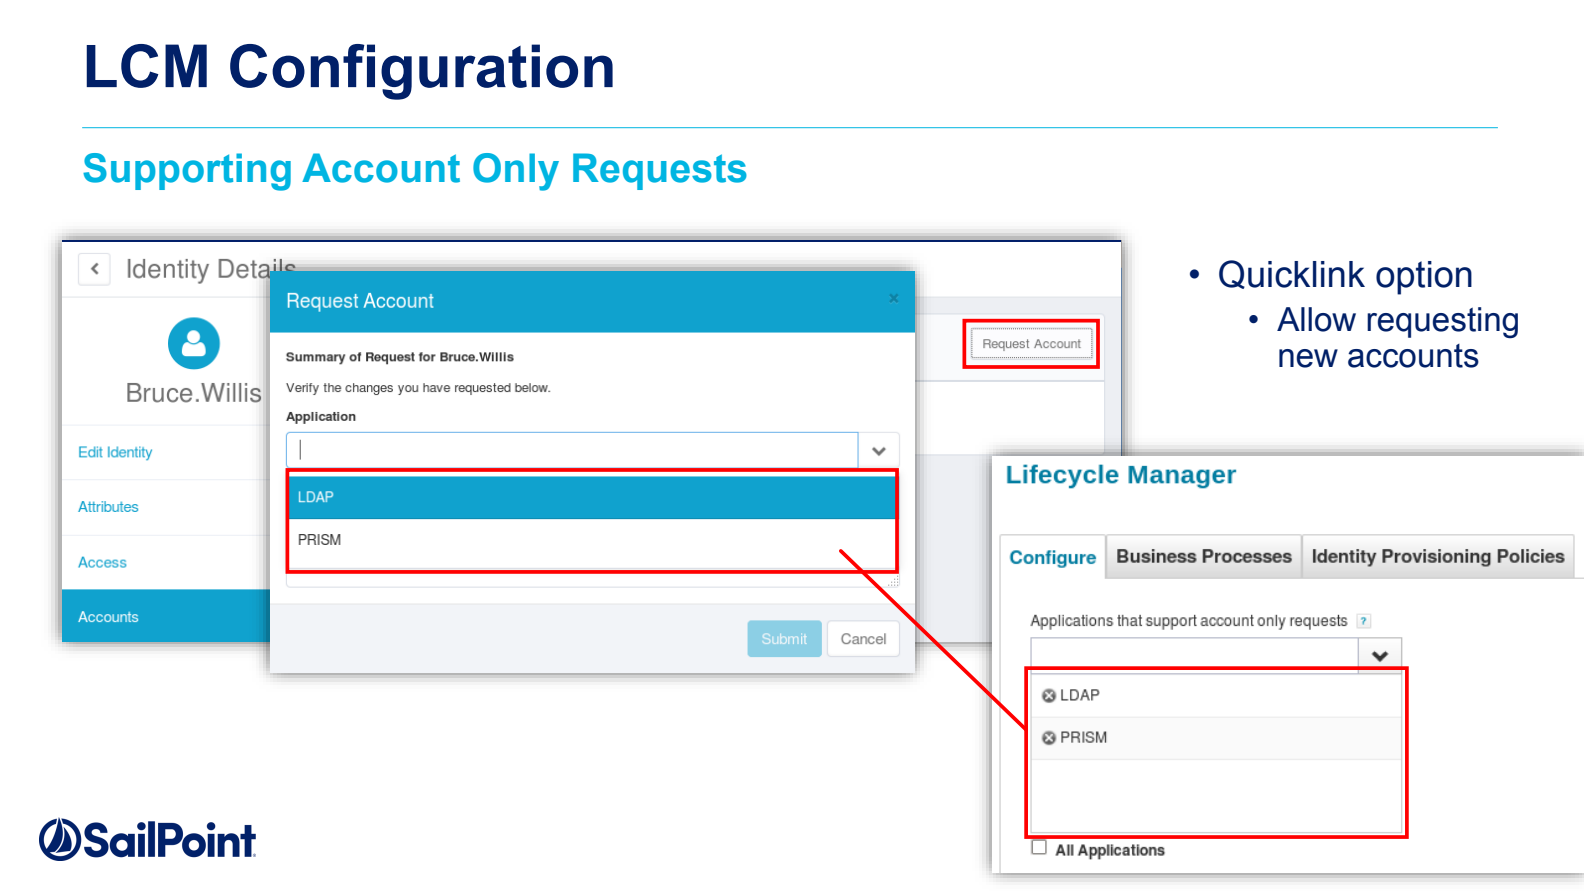 LCM Configuration
Supporting Account Only Requests
Identity Details
Request Account
×
Summary of Request for Bruce.Willis
Verify the changes you have requested below.
Application
LDAP
PRISM
Submit
Cancel
Request Account
Bruce.Willis
Edit Identity
Attributes
Access
Accounts
• Quicklink option
• Allow requesting
new accounts
Lifecycle Manager
Configure
Business Processes
Identity Provisioning Policies
Applications that support account only requests ?
LDAP
PRISM
All Applications
SailPoint